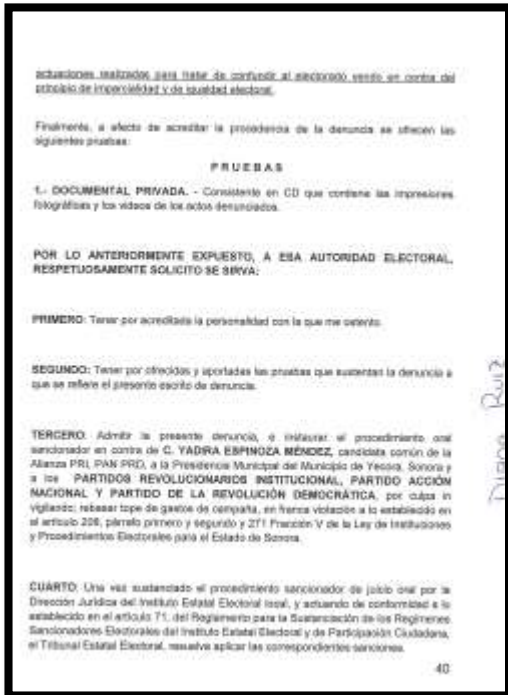 actuaciones realizadas para tratar de confundir al electorado yendo en contra del
principio de imparcialidad y de igualdad electoral.
Finalmente, a efecto de acreditar la procedencia de la denuncia se ofrecen las
siguientes pruebas:
P R U E B A S
1.- DOCUMENTAL PRIVADA. - Consistente en CD que contiene las impresiones
fotográficas y los videos de los actos denunciados.
POR LO ANTERIORMENTE EXPUESTO, A ESA AUTORIDAD ELECTORAL,
RESPETUOSAMENTE SOLICITO SE SIRVA:
PRIMERO: Tener por acreditada la personalidad con la que me ostento.
SEGUNDO: Tener por ofrecidas y aportadas las pruebas que sustentan la denuncia a
que se refiere el presente escrito de denuncia.
TERCERO: Admitir la presente denuncia, e instaurar el procedimiento oral
sancionador en contra de C. YADIRA ESPINOZA MÉNDEZ, candidata común de la
Alianza PRI, PAN PRD, a la Presidencia Municipal del Municipio de Yecora, Sonora y
a los PARTIDOS REVOLUCIONARIOS INSTITUCIONAL, PARTIDO ACCIÓN
NACIONAL Y PARTIDO DE LA REVOLUCIÓN DEMOCRÁTICA, por culpa in
vigilando; rebasar tope de gastos de campaña, en franca violación a lo establecido en
el artículo 208, párrafo primero y segundo y 271 Fracción V de la Ley de Instituciones
y Procedimientos Electorales para el Estado de Sonora.
CUARTO: Una vez sustanciado el procedimiento sancionador de juicio oral por la
Dirección Jurídica del Instituto Estatal Electoral local, y actuando de conformidad a lo
establecido en el artículo 71, del Reglamento para la Sustanciación de los Regímenes
Sancionadores Electorales del Instituto Estatal Electoral y de Participación Ciudadana,
el Tribunal Estatal Electoral, resuelva aplicar las correspondientes sanciones.
40
Diana Ruiz